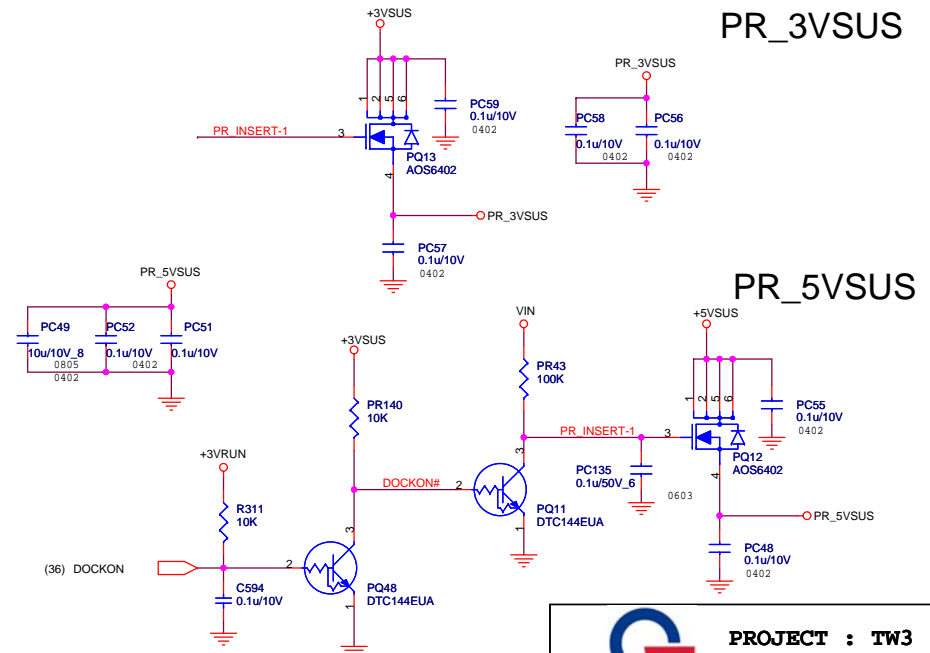 PR_3VSUS
+3VSUS
1
2
5
6
PC59
0.1u/10V
0402
PR_INSERT-1
3
PQ13
AOS6402
4
PR_3VSUS
PC57
0.1u/10V
0402
PR_3VSUS
PC58
0.1u/10V
0402
PC56
0.1u/10V
0402
PR_5VSUS
PR_5VSUS
PC49
10u/10V_8
0805
0402
PC52
0.1u/10V
0402
PC51
0.1u/10V
+3VSUS
PR140
10K
DOCKON#
2
VIN
PR43
100K
3
PQ11
DTC144EUA
1
PR_INSERT-1
PC135
0.1u/50V_6
0603
+5VSUS
1
2
5
6
PC55
0.1u/10V
0402
3
PQ12
AOS6402
4
PR_5VSUS
PC48
0.1u/10V
0402
+3VRUN
R311
10K
(36) DOCKON
2
C594
0.1u/10V
3
PQ48
DTC144EUA
1
PROJECT : TW3